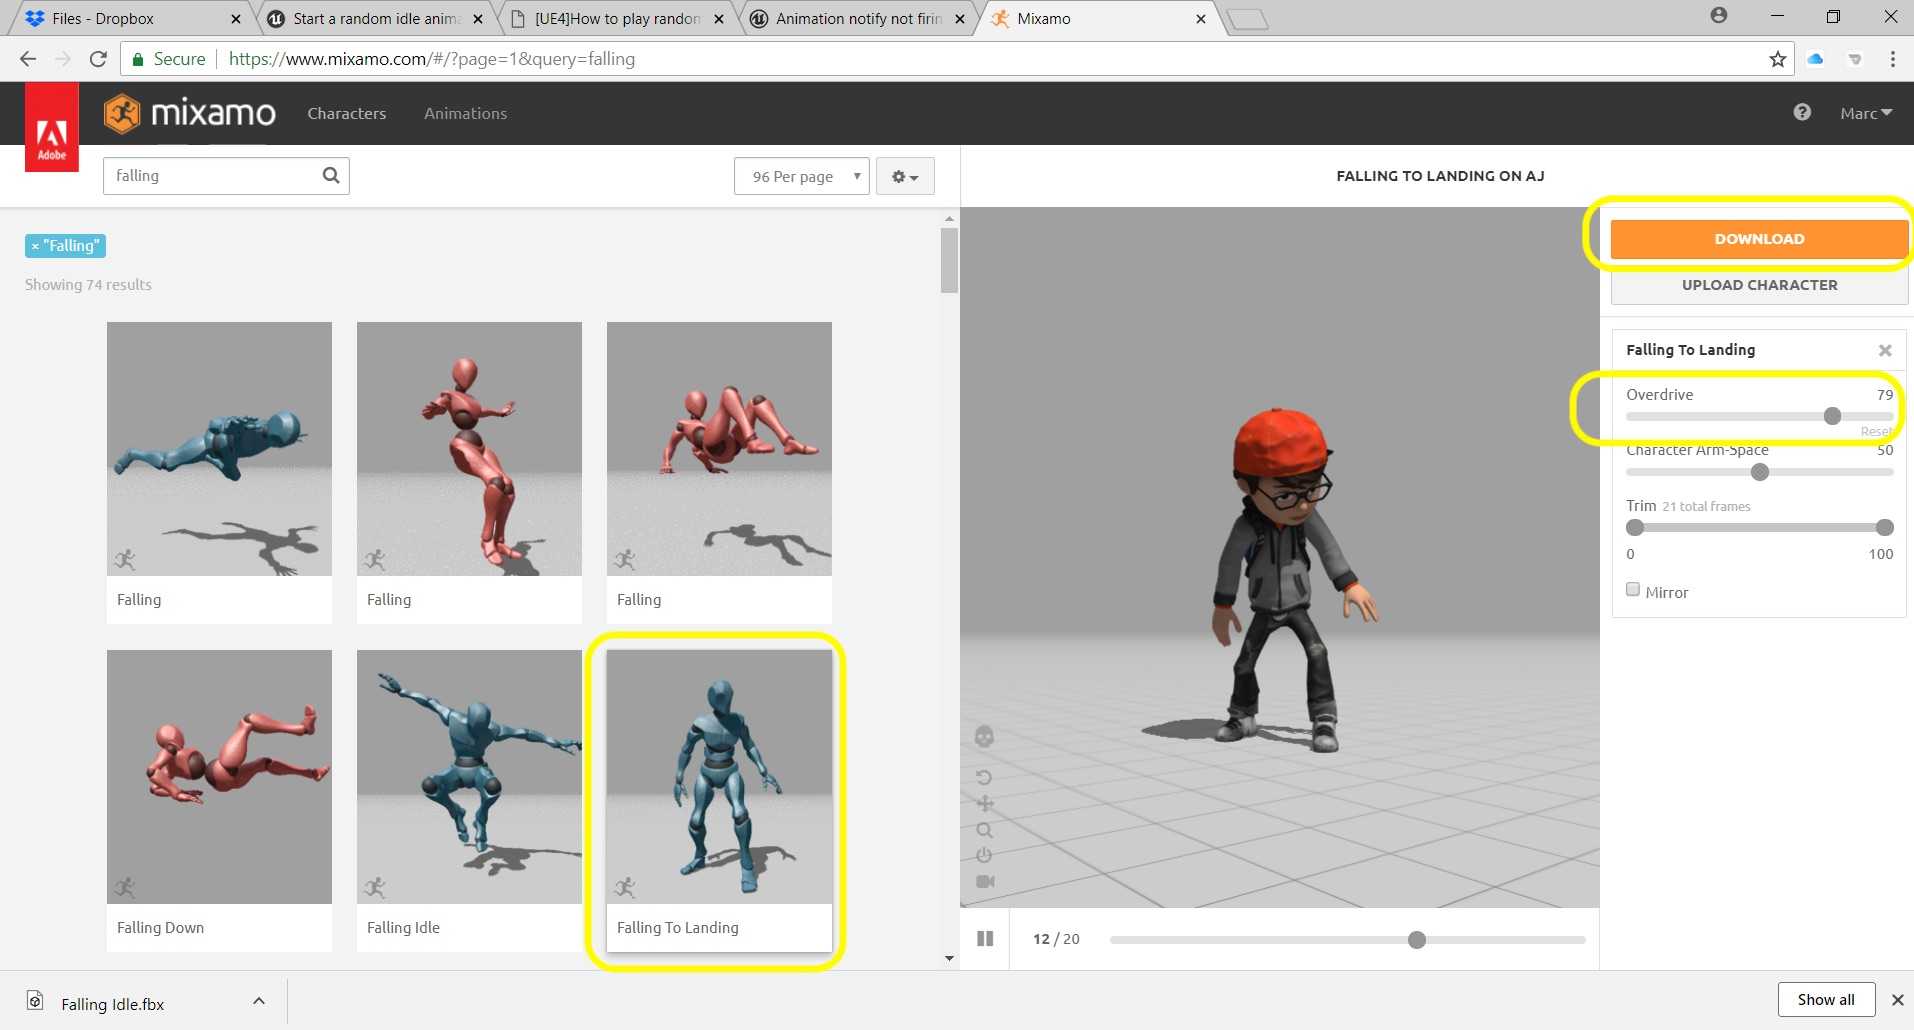 Files - Dropbox
Start a random idle anima
[UE4]How to play random
Animation notify not firin
Mixamo
Secure
https://www.mixamo.com/#/?page=1&query=falling
Adobe
mixamo
Characters
Animations
Marc
falling
96 Per page
FALLING TO LANDING ON AJ
× "Falling"
Showing 74 results
DOWNLOAD
UPLOAD CHARACTER
Falling To Landing
Overdrive 79
Reset
Character Arm-Space 50
Trim 21 total frames
0 100
Mirror
Falling
Falling
Falling
Falling Down
Falling Idle
Falling To Landing
12 / 20
Falling Idle.fbx
Show all